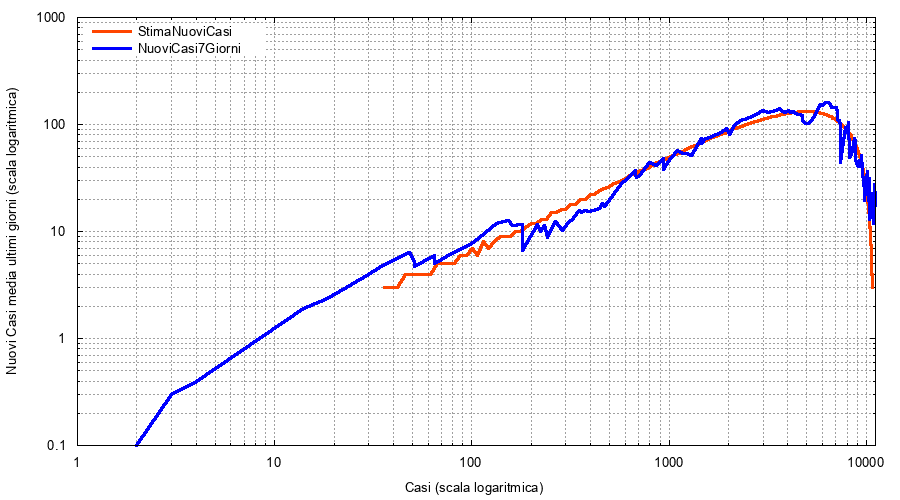 1000
StimaNuoviCasi
NuoviCasi7Giorni
100
10
1
0.1
Nuovi Casi media ultimi giorni (scala logaritmica)
1 10 100 1000 10000
Casi (scala logaritmica)